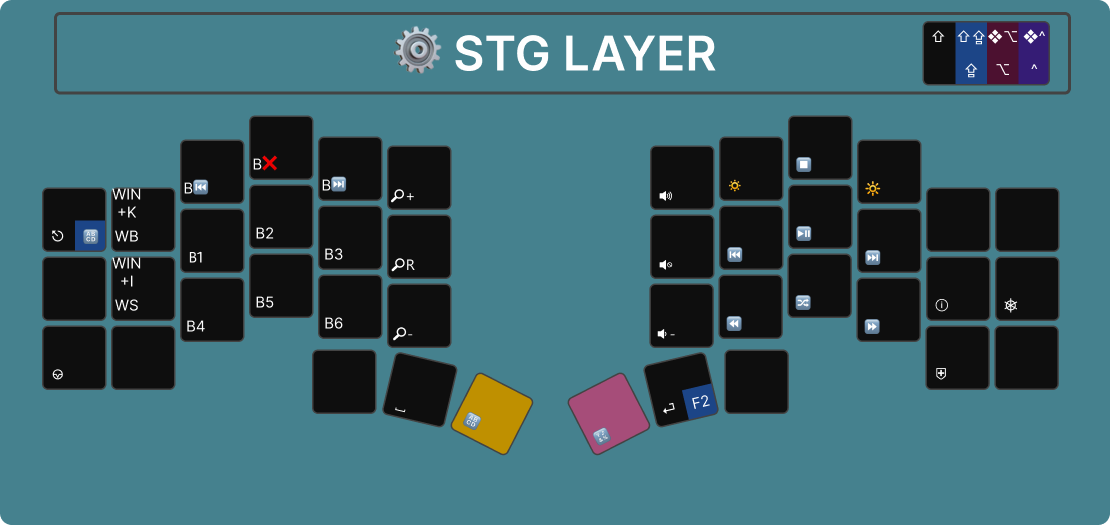 ⚙️ STG LAYER
⇧ ⇧⇪ ❖⌥ ❖^
⇪ ⌥ ^
B❌
B⏮️
B⏭️
WIN
+K
WB
🔠
🔎+
B2
B1
B3
🔎R
WIN
+I
WS
B5
B4
B6
🔎-
🔊
🔅
⏹️
🔆
🔈
⏮️
⏯️
⏭️
-
⏪
🔀
⏩
ⓘ
⎈
⛨
⎵
🔠
🔢
↵ F2